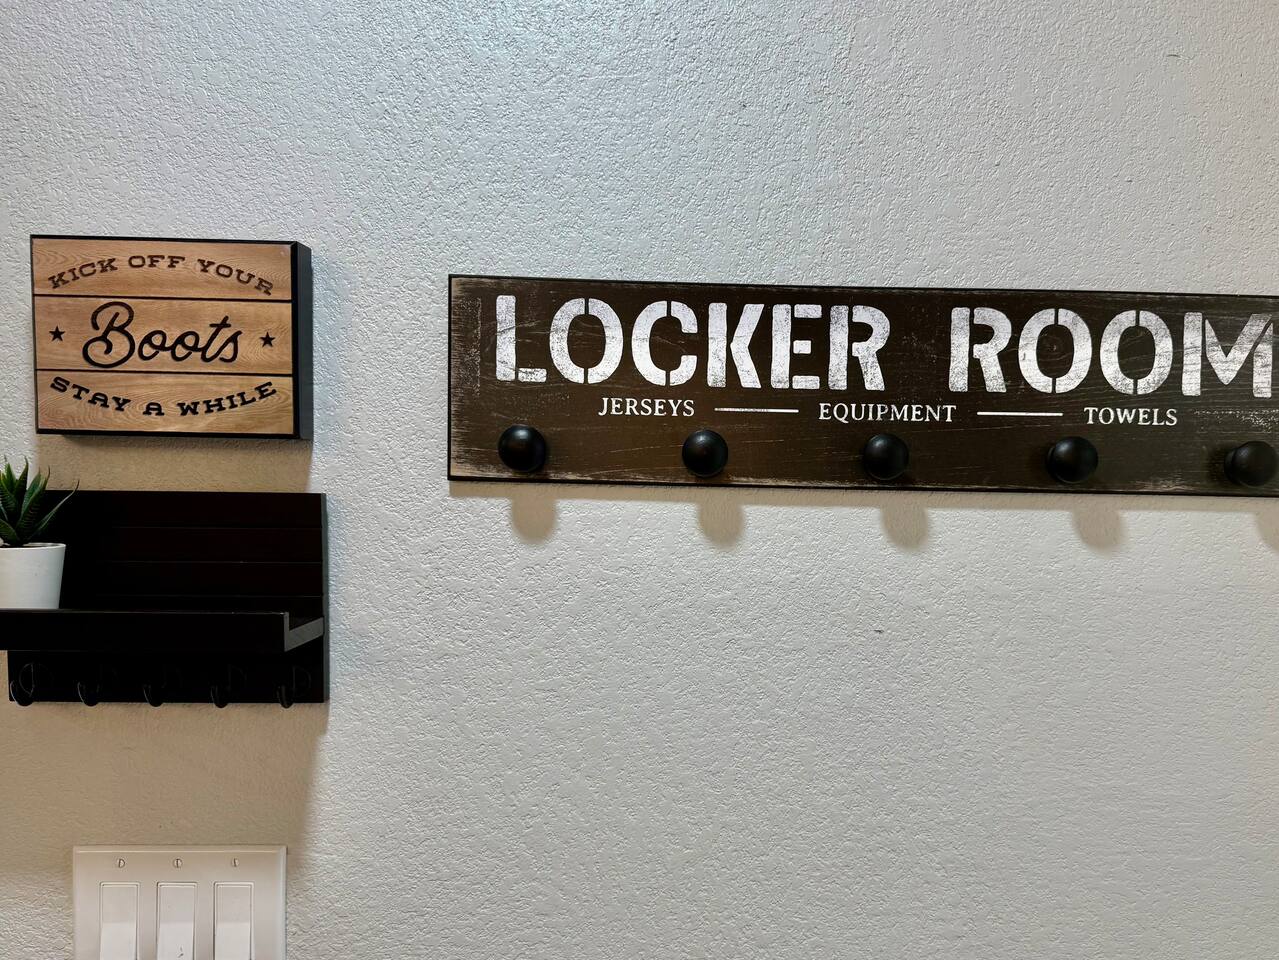 KICK OFF YOUR
Boots
STAY A WHILE
LOCKER ROOM
JERSEYS EQUIPMENT TOWELS